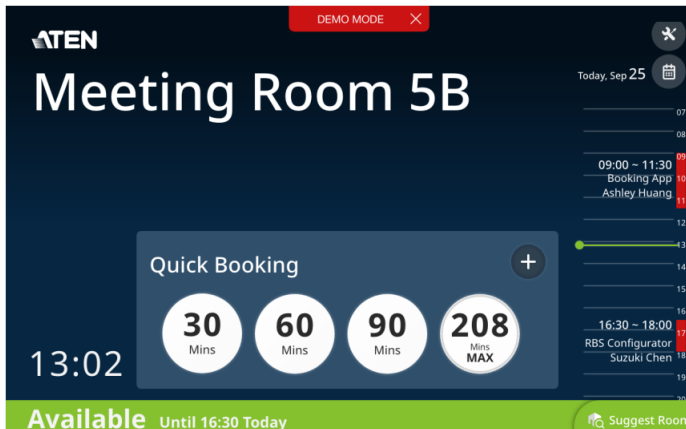 DEMO MODE
ATEN
Meeting Room 5B
Today, Sep 25
07
08
09
09:00 ~ 11:30
Booking App
10
Ashley Huang
11
12
13
14
15
16
16:30 ~ 18:00
17
RBS Configurator
Suzuki Chen
18
19
20
Quick Booking
+
30
Mins
60
Mins
90
Mins
208
Mins
MAX
13:02
Available Until 16:30 Today
Suggest Room